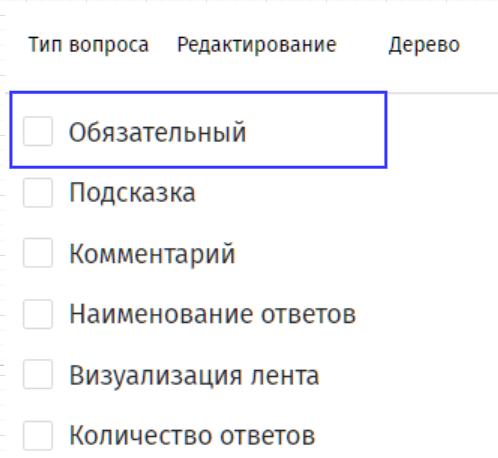 Тип вопроса Редактирование Дерево
Обязательный
Подсказка
Комментарий
Наименование ответов
Визуализация лента
Количество ответов